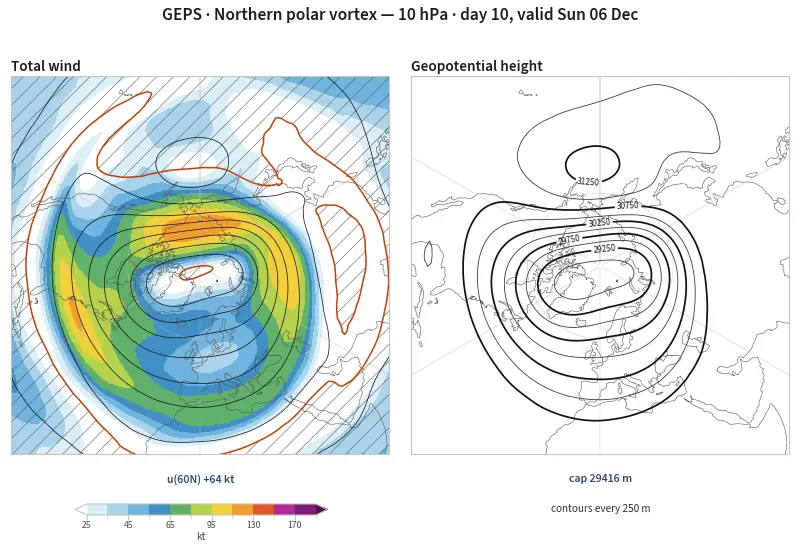 GEPS · Northern polar vortex — 10 hPa · day 10, valid Sun 06 Dec
Total wind
Geopotential height
31250
30750
30250
29750
29250
u(60N) +64 kt
cap 29416 m
contours every 250 m
25 45 65 95 130 170
kt